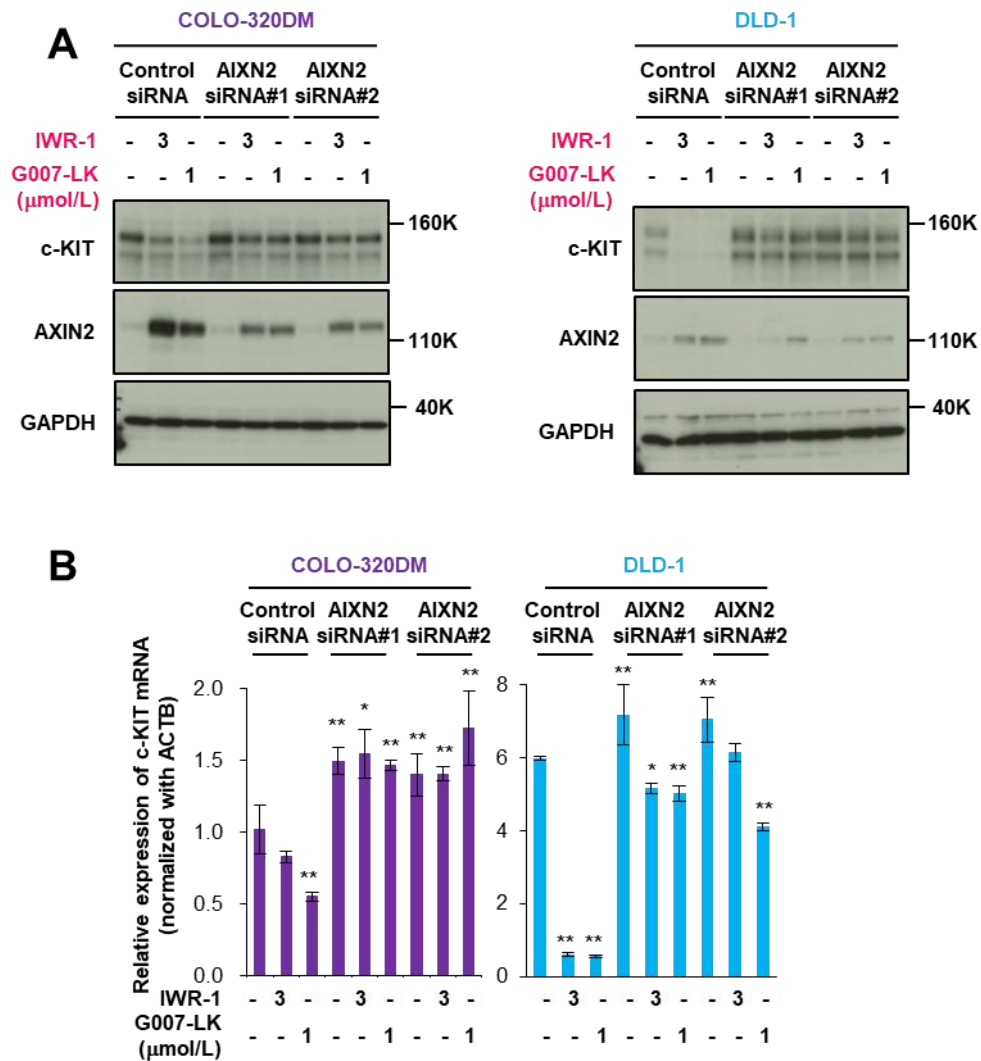 A
COLO-320DM
DLD-1
Control AIXN2 AIXN2
siRNA siRNA#1 siRNA#2
Control AIXN2 AIXN2
siRNA siRNA#1 siRNA#2
IWR-1 - 3 - - 3 - - 3 -
- 3 - - 3 - - 3 -
G007-LK - - 1 - - 1 - - 1
- - 1 - - 1 - - 1
(μmol/L)
c-KIT
160K
c-KIT
160K
AXIN2
110K
AXIN2
110K
GAPDH
40K
GAPDH
40K
B
COLO-320DM
DLD-1
Control AIXN2 AIXN2
siRNA siRNA#1 siRNA#2
Control AIXN2 AIXN2
siRNA siRNA#1 siRNA#2
Relative expression of c-KIT mRNA
(normalized with ACTB)
2.0
1.5
1.0
0.5
0.0
** ** * ** ** ** **
8
6
4
2
0
** ** ** * ** ** **
IWR-1 - 3 - - 3 - - 3 -
- 3 - - 3 - - 3 -
G007-LK - - 1 - - 1 - - 1
- - 1 - - 1 - - 1
(μmol/L)